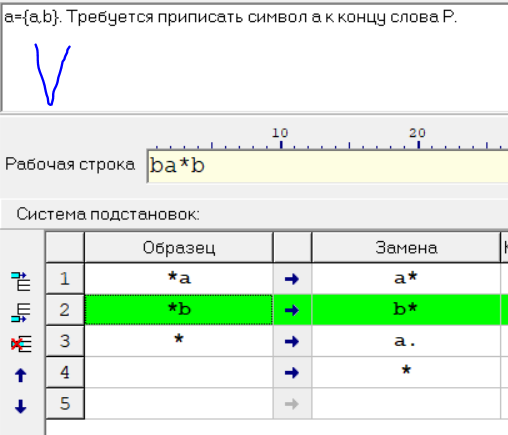 a={a,b}. Требуется приписать символ a к концу слова P.
10 20
Рабочая строка ba*b
Система подстановок:
Образец Замена
1 *a → a*
2 *b → b*
3 * → a.
4 → *
5 →